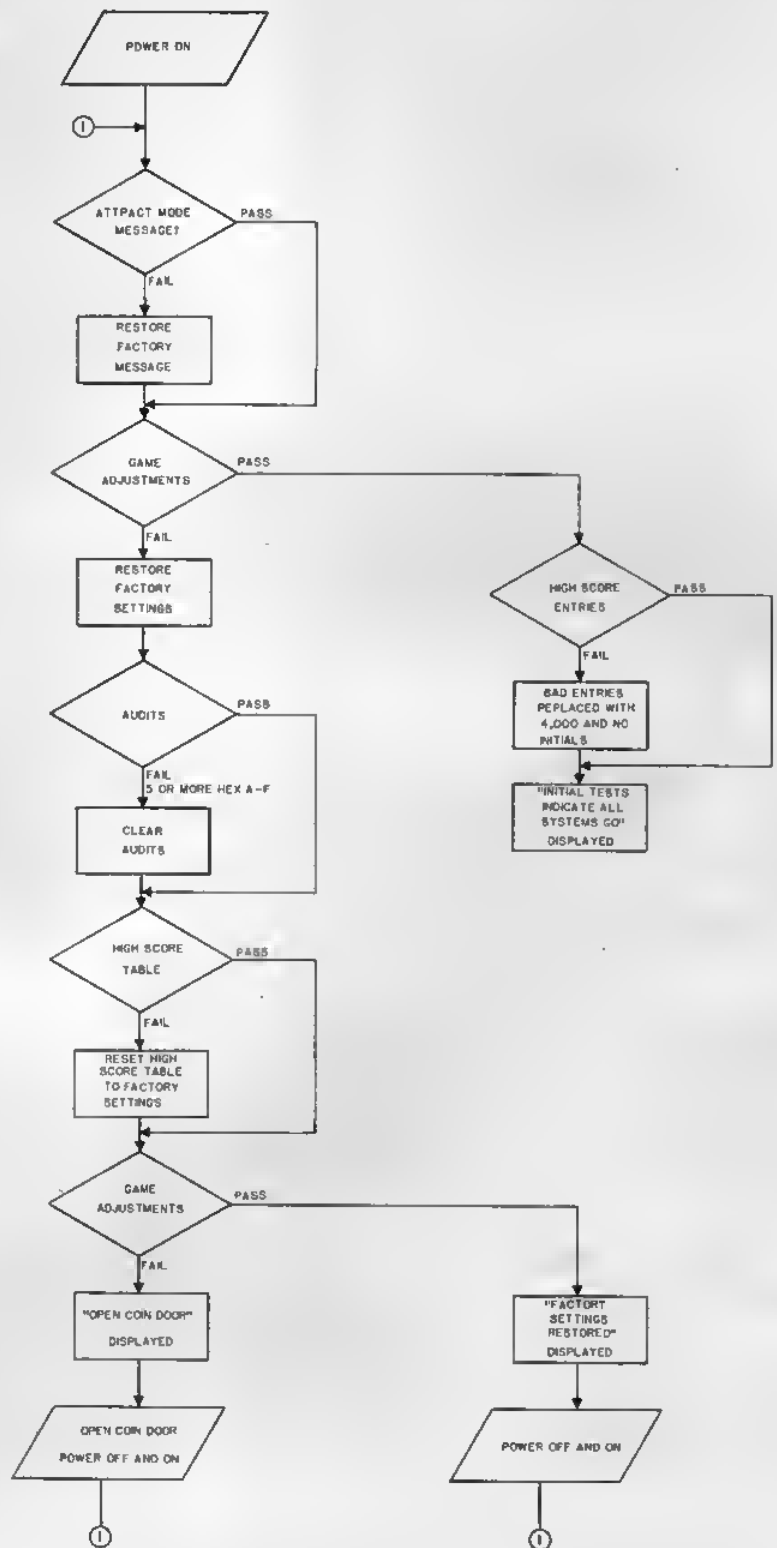 POWER ON
I
ATTPACT MODE
MESSAGE?
PASS
FAIL
RESTORE
FACTORY
MESSAGE
GAME
ADJUSTMENTS
PASS
FAIL
RESTORE
FACTORY
SETTINGS
HIGH SCORE
ENTRIES
PASS
FAIL
BAD ENTRIES
PEPLACED WITH
4,000 AND NO
INITIALS
"INITIAL TESTS
INDICATE ALL
SYSTEMS GO"
DISPLAYED
AUDITS
PASS
FAIL
5 OR MORE HEX A-F
CLEAR
AUDITS
HIGH SCORE
TABLE
PASS
FAIL
RESET HIGH
SCORE TABLE
TO FACTORY
SETTINGS
GAME
ADJUSTMENTS
PASS
FAIL
"OPEN COIN DOOR"
DISPLAYED
"FACTORT
SETTINGS
RESTORED"
DISPLAYED
OPEN COIN DOOR
POWER OFF AND ON
POWER OFF AND ON
I
I